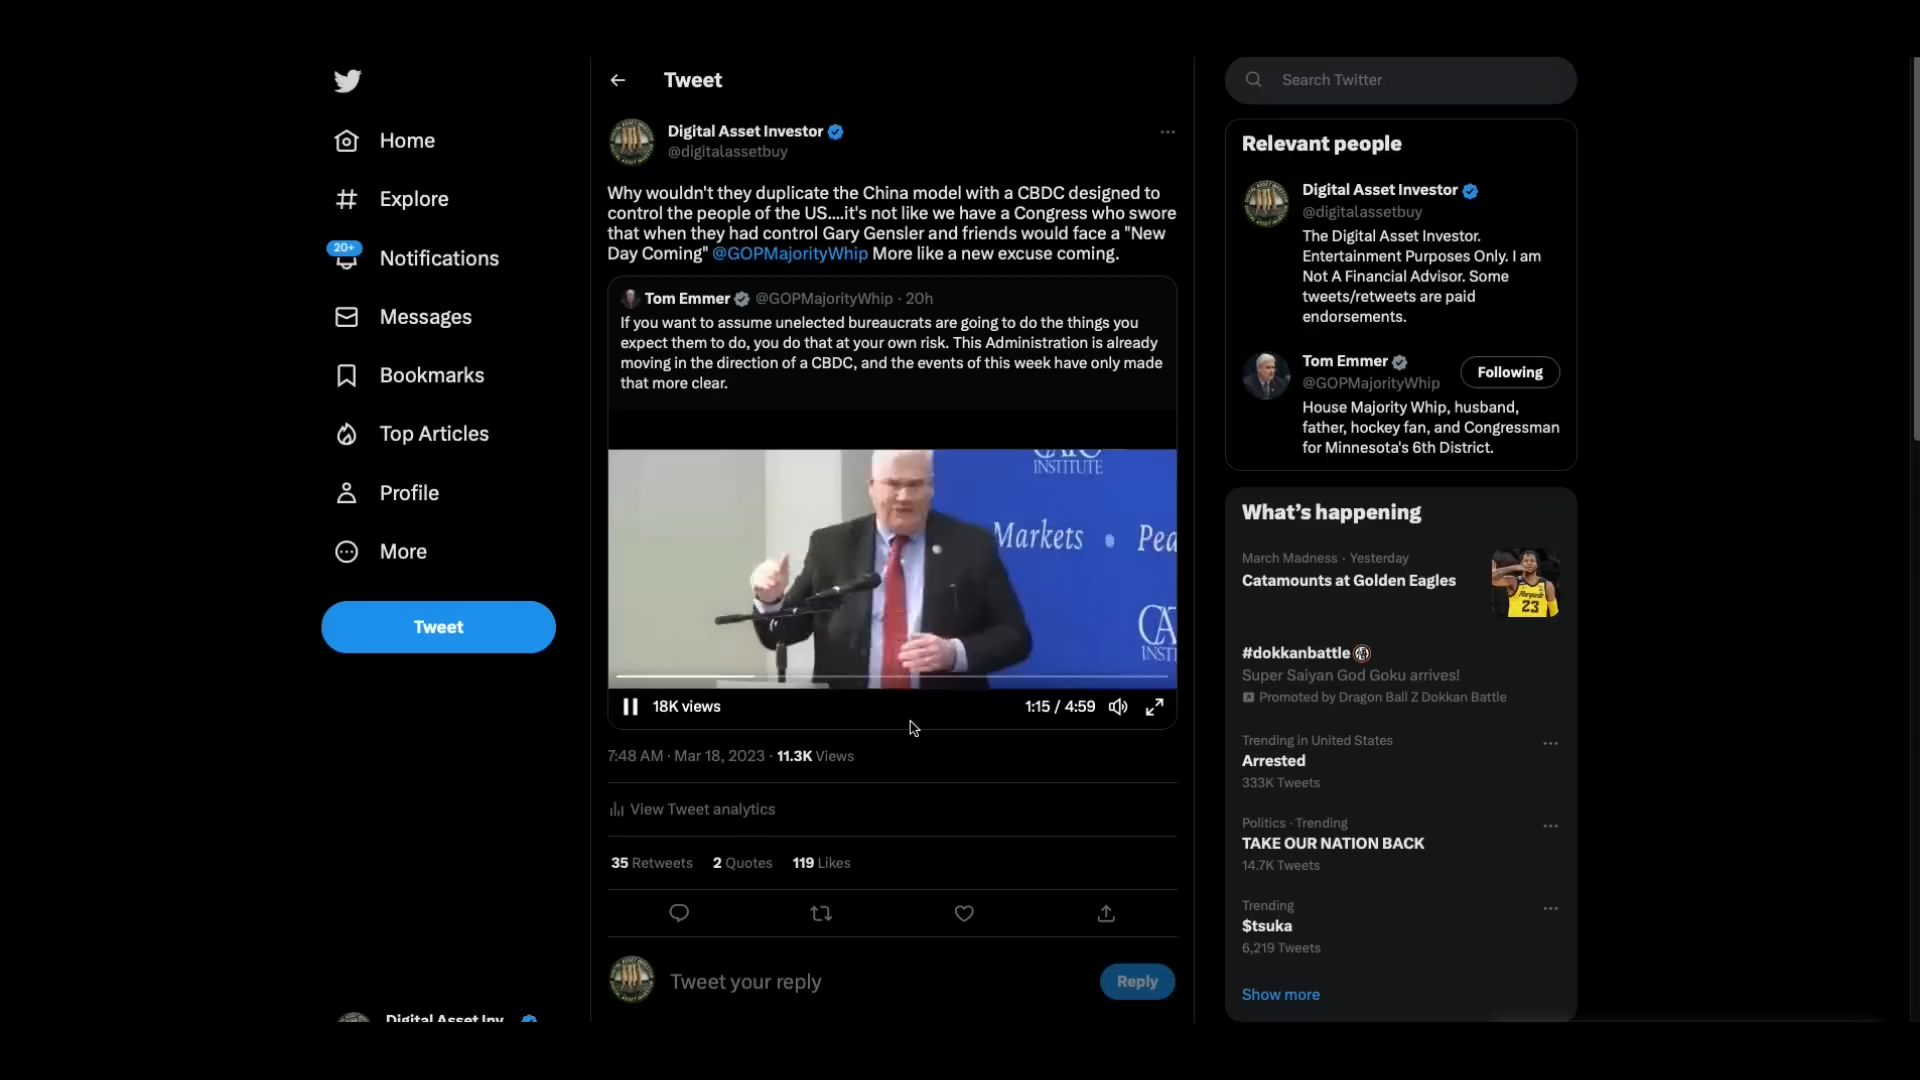 Home
Explore
20+
Notifications
Messages
Bookmarks
Top Articles
Profile
More
Tweet
Digital Asset Inv
Tweet
Digital Asset Investor
@digitalassetbuy
Why wouldn't they duplicate the China model with a CBDC designed to
control the people of the US....it's not like we have a Congress who swore
that when they had control Gary Gensler and friends would face a "New
Day Coming" @GOPMajorityWhip More like a new excuse coming.
Tom Emmer @GOPMajorityWhip · 20h
If you want to assume unelected bureaucrats are going to do the things you
expect them to do, you do that at your own risk. This Administration is already
moving in the direction of a CBDC, and the events of this week have only made
that more clear.
CATO
INSTITUTE
Markets • Pea
CA
INSTI
18K views
1:15 / 4:59
7:48 AM · Mar 18, 2023 · 11.3K Views
View Tweet analytics
35 Retweets 2 Quotes 119 Likes
Tweet your reply
Reply
Search Twitter
Relevant people
Digital Asset Investor
@digitalassetbuy
The Digital Asset Investor.
Entertainment Purposes Only. I am
Not A Financial Advisor. Some
tweets/retweets are paid
endorsements.
Tom Emmer
@GOPMajorityWhip
Following
House Majority Whip, husband,
father, hockey fan, and Congressman
for Minnesota's 6th District.
What's happening
March Madness · Yesterday
Catamounts at Golden Eagles
23
#dokkanbattle
Super Saiyan God Goku arrives!
Promoted by Dragon Ball Z Dokkan Battle
Trending in United States
Arrested
333K Tweets
Politics · Trending
TAKE OUR NATION BACK
14.7K Tweets
Trending
$tsuka
6,219 Tweets
Show more